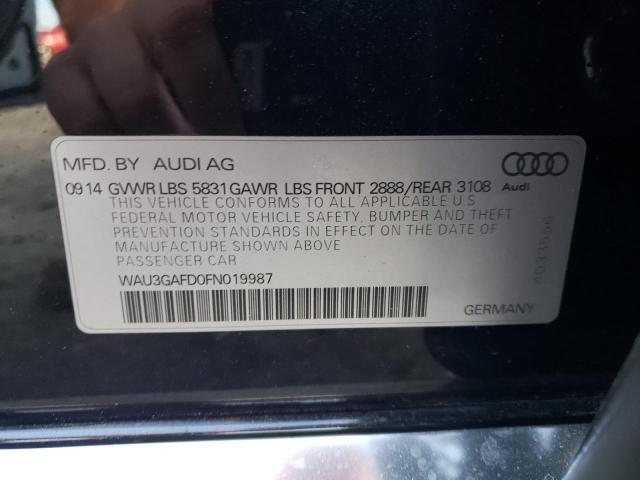 MFD. BY AUDI AG
09 14 GVWR LBS 5831 GAWR LBS FRONT 2888/REAR 3108
Audi
THIS VEHICLE CONFORMS TO ALL APPLICABLE U.S
FEDERAL MOTOR VEHICLE SAFETY, BUMPER AND THEFT
PREVENTION STANDARDS IN EFFECT ON THE DATE OF
MANUFACTURE SHOWN ABOVE
PASSENGER CAR
4033556
WAU3GAFD0FN019987
GERMANY